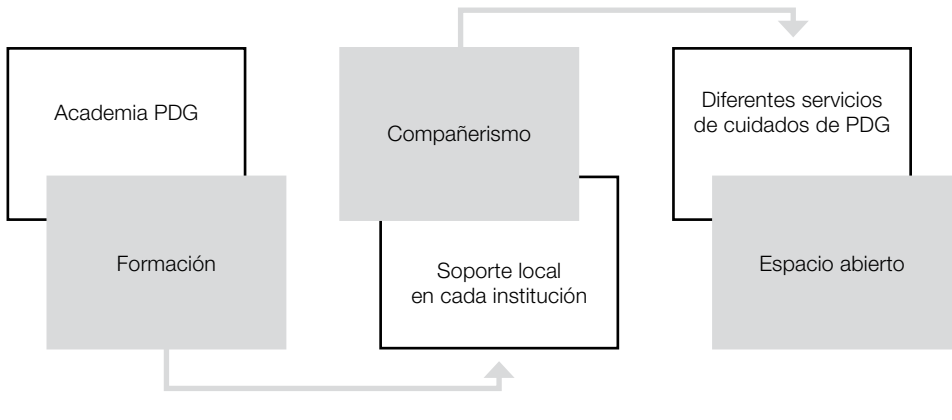 Academia PDG
Formación
Compañerismo
Soporte local
en cada institución
Diferentes servicios
de cuidados de PDG
Espacio abierto